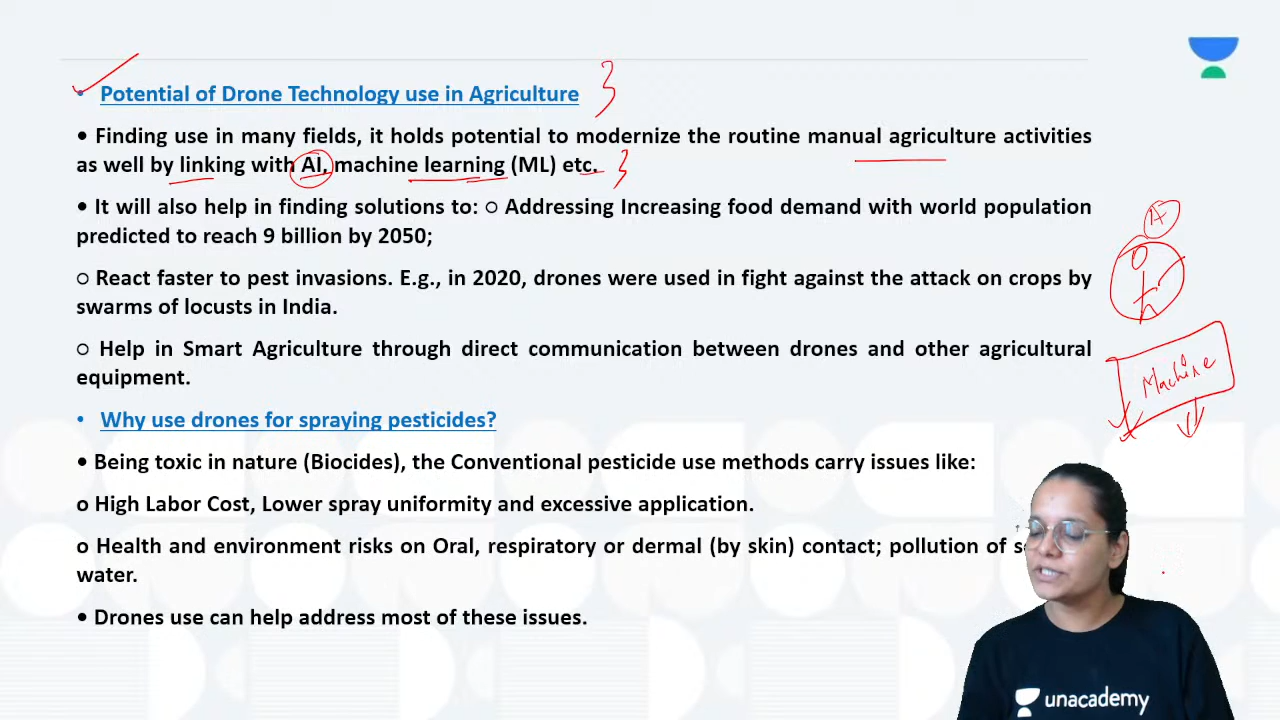 Potential of Drone Technology use in Agriculture
• Finding use in many fields, it holds potential to modernize the routine manual agriculture activities
as well by linking with AI, machine learning (ML) etc.
• It will also help in finding solutions to: ○ Addressing Increasing food demand with world population
predicted to reach 9 billion by 2050;
○ React faster to pest invasions. E.g., in 2020, drones were used in fight against the attack on crops by
swarms of locusts in India.
○ Help in Smart Agriculture through direct communication between drones and other agricultural
equipment.
Machine
• Why use drones for spraying pesticides?
• Being toxic in nature (Biocides), the Conventional pesticide use methods carry issues like:
o High Labor Cost, Lower spray uniformity and excessive application.
o Health and environment risks on Oral, respiratory or dermal (by skin) contact; pollution of
water.
• Drones use can help address most of these issues.
unacademy